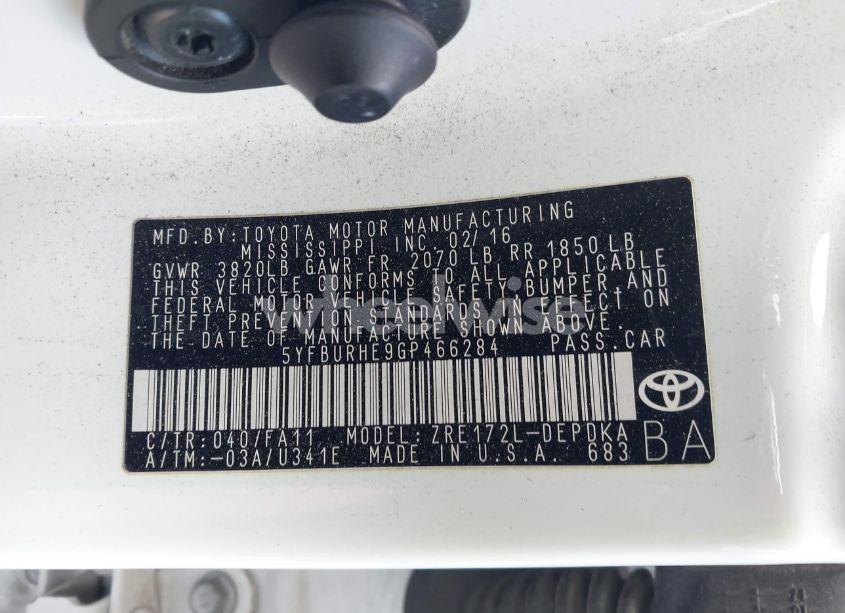 MFD.BY:TOYOTA MOTOR MANUFACTURING
MISSISSIPPI INC. 02/16
GVWR 3820LB GAWR FR 2070 LB RR 1850 LB
THIS VEHICLE CONFORMS TO ALL APPLICABLE
FEDERAL MOTOR VEHICLE SAFETY,BUMPER AND
THEFT PREVENTION STANDARDS IN EFFECT ON
THE DATE OF MANUFACTURE SHOWN ABOVE.
5YFBURHE9GP466284 PASS.CAR
C/TR:040/FA11 MODEL:ZRE172L-DEPDKA
A/TM:-03A/U341E MADE IN U.S.A. 683
BA
wheelwise